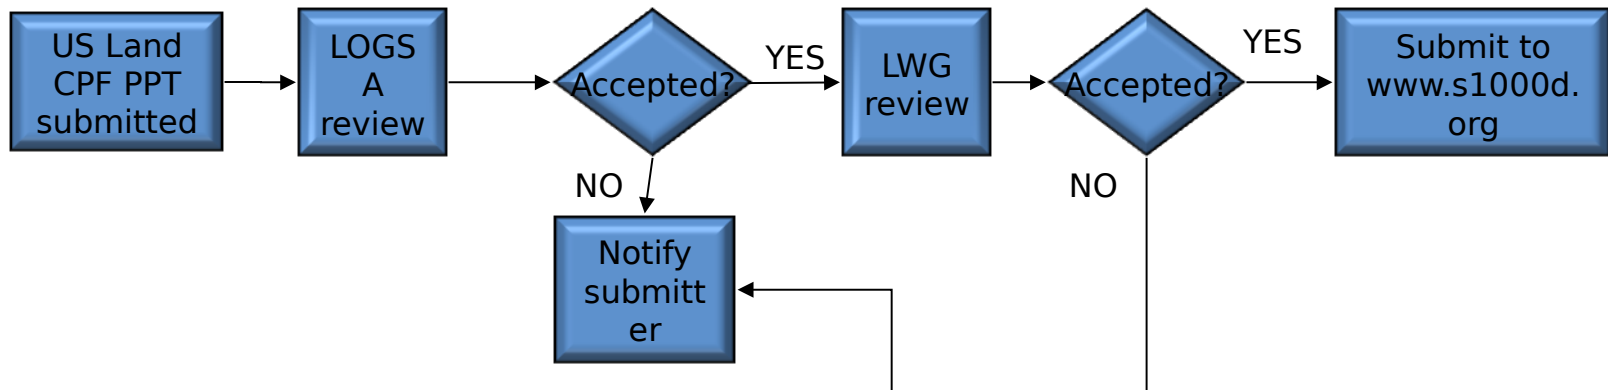 US Land
CPF PPT
submitted
LOGS
A
review
Accepted?
YES
LWG
review
Accepted?
YES
Submit to
www.s1000d.
org
NO
NO
Notify
submitt
er